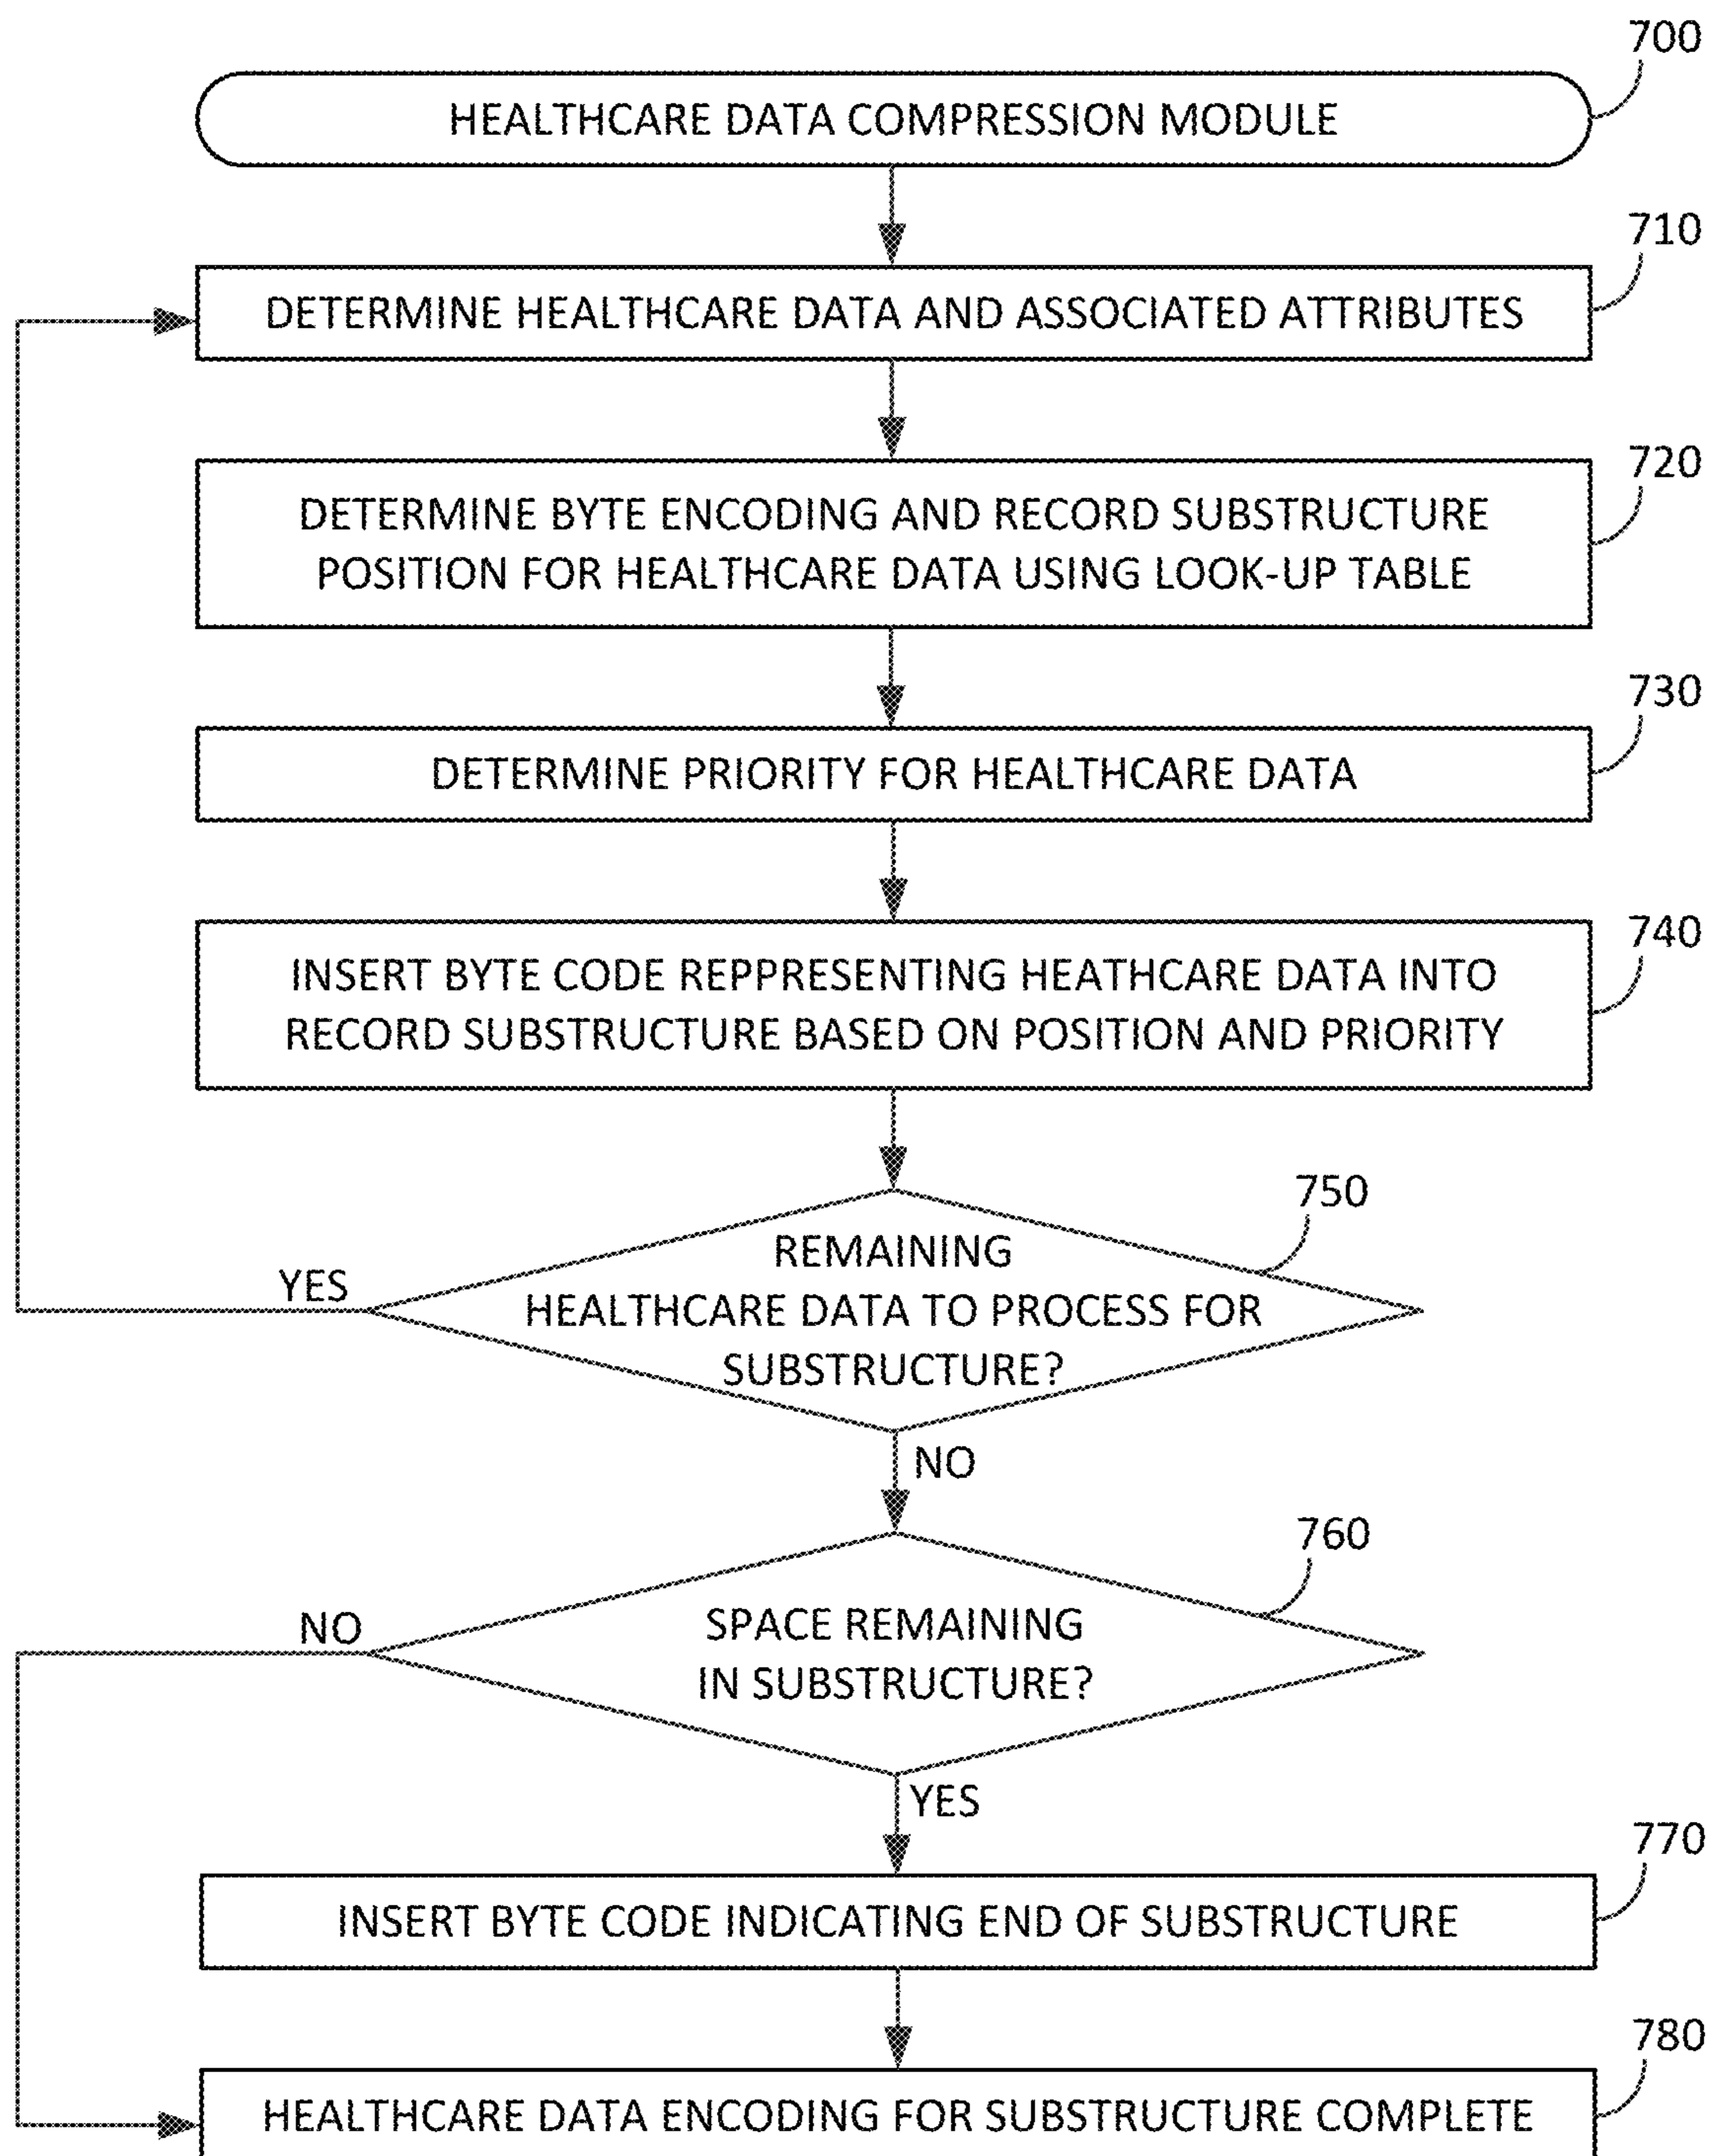 700
HEALTHCARE DATA COMPRESSION MODULE
710
DETERMINE HEALTHCARE DATA AND ASSOCIATED ATTRIBUTES
720
DETERMINE BYTE ENCODING AND RECORD SUBSTRUCTURE
POSITION FOR HEALTHCARE DATA USING LOOK-UP TABLE
730
DETERMINE PRIORITY FOR HEALTHCARE DATA
740
INSERT BYTE CODE REPPRESENTING HEATHCARE DATA INTO
RECORD SUBSTRUCTURE BASED ON POSITION AND PRIORITY
750
REMAINING
YES
HEALTHCARE DATA TO PROCESS FOR
SUBSTRUCTURE?
NO
760
NO
SPACE REMAINING
IN SUBSTRUCTURE?
YES
770
INSERT BYTE CODE INDICATING END OF SUBSTRUCTURE
780
HEALTHCARE DATA ENCODING FOR SUBSTRUCTURE COMPLETE